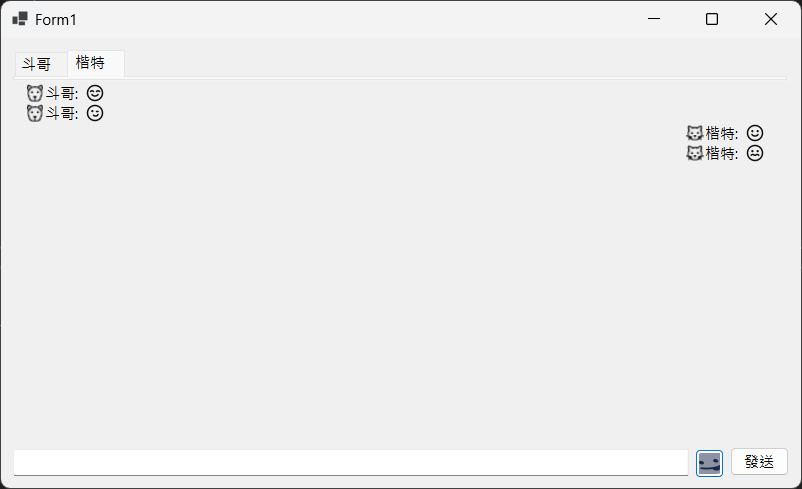 Form1
斗哥 楷特
🐶斗哥: 😊
🐶斗哥: 😉
🐱楷特: 🙂
🐱楷特: 😬
發送